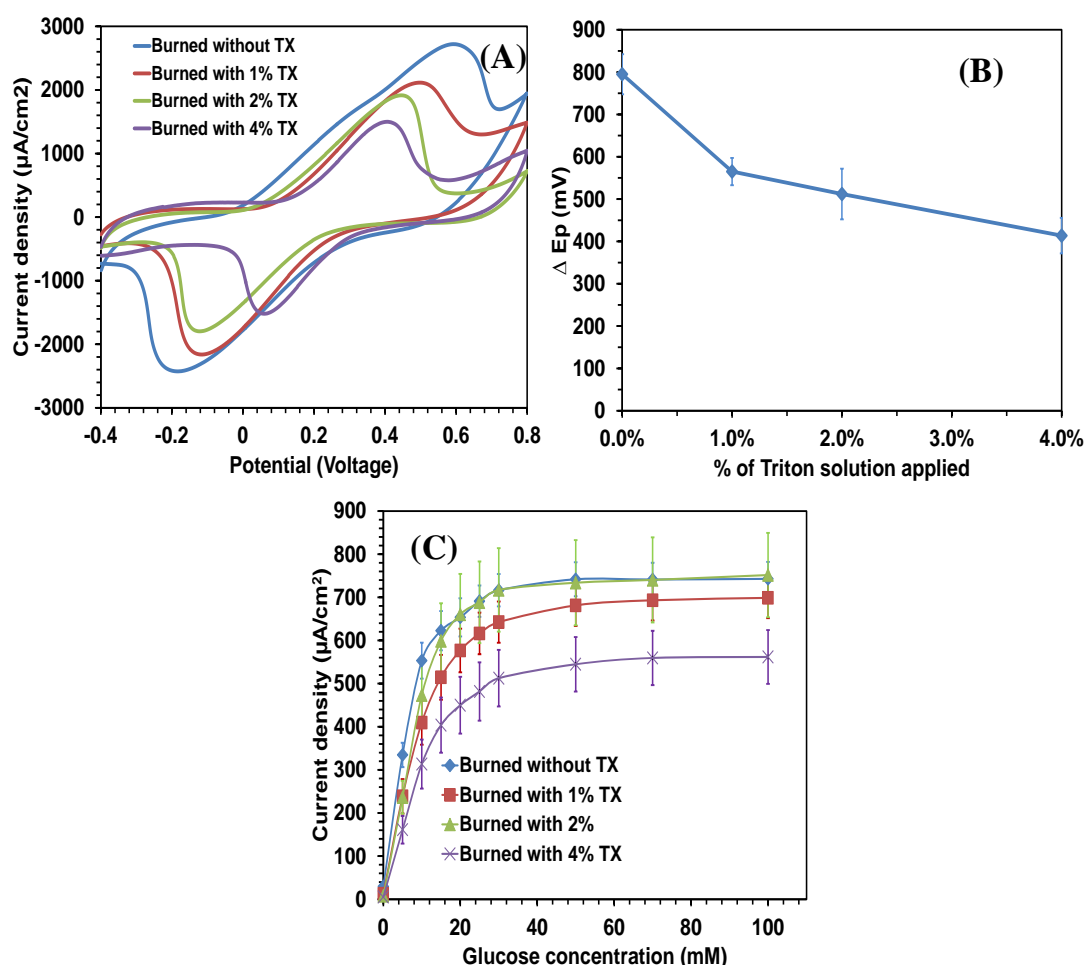 (A)
3000
2000
1000
0
-1000
-2000
-3000
Current density (µA/cm2)
Burned without TX
Burned with 1% TX
Burned with 2% TX
Burned with 4% TX
-0.4 -0.2 0 0.2 0.4 0.6 0.8
Potential (Voltage)
(B)
900
800
700
600
500
400
300
200
100
0
Δ Ep (mV)
0.0% 1.0% 2.0% 3.0% 4.0%
% of Triton solution applied
(C)
900
800
700
600
500
400
300
200
100
0
Current density (µA/cm²)
Burned without TX
Burned with 1% TX
Burned with 2%
Burned with 4% TX
0 20 40 60 80 100
Glucose concentration (mM)